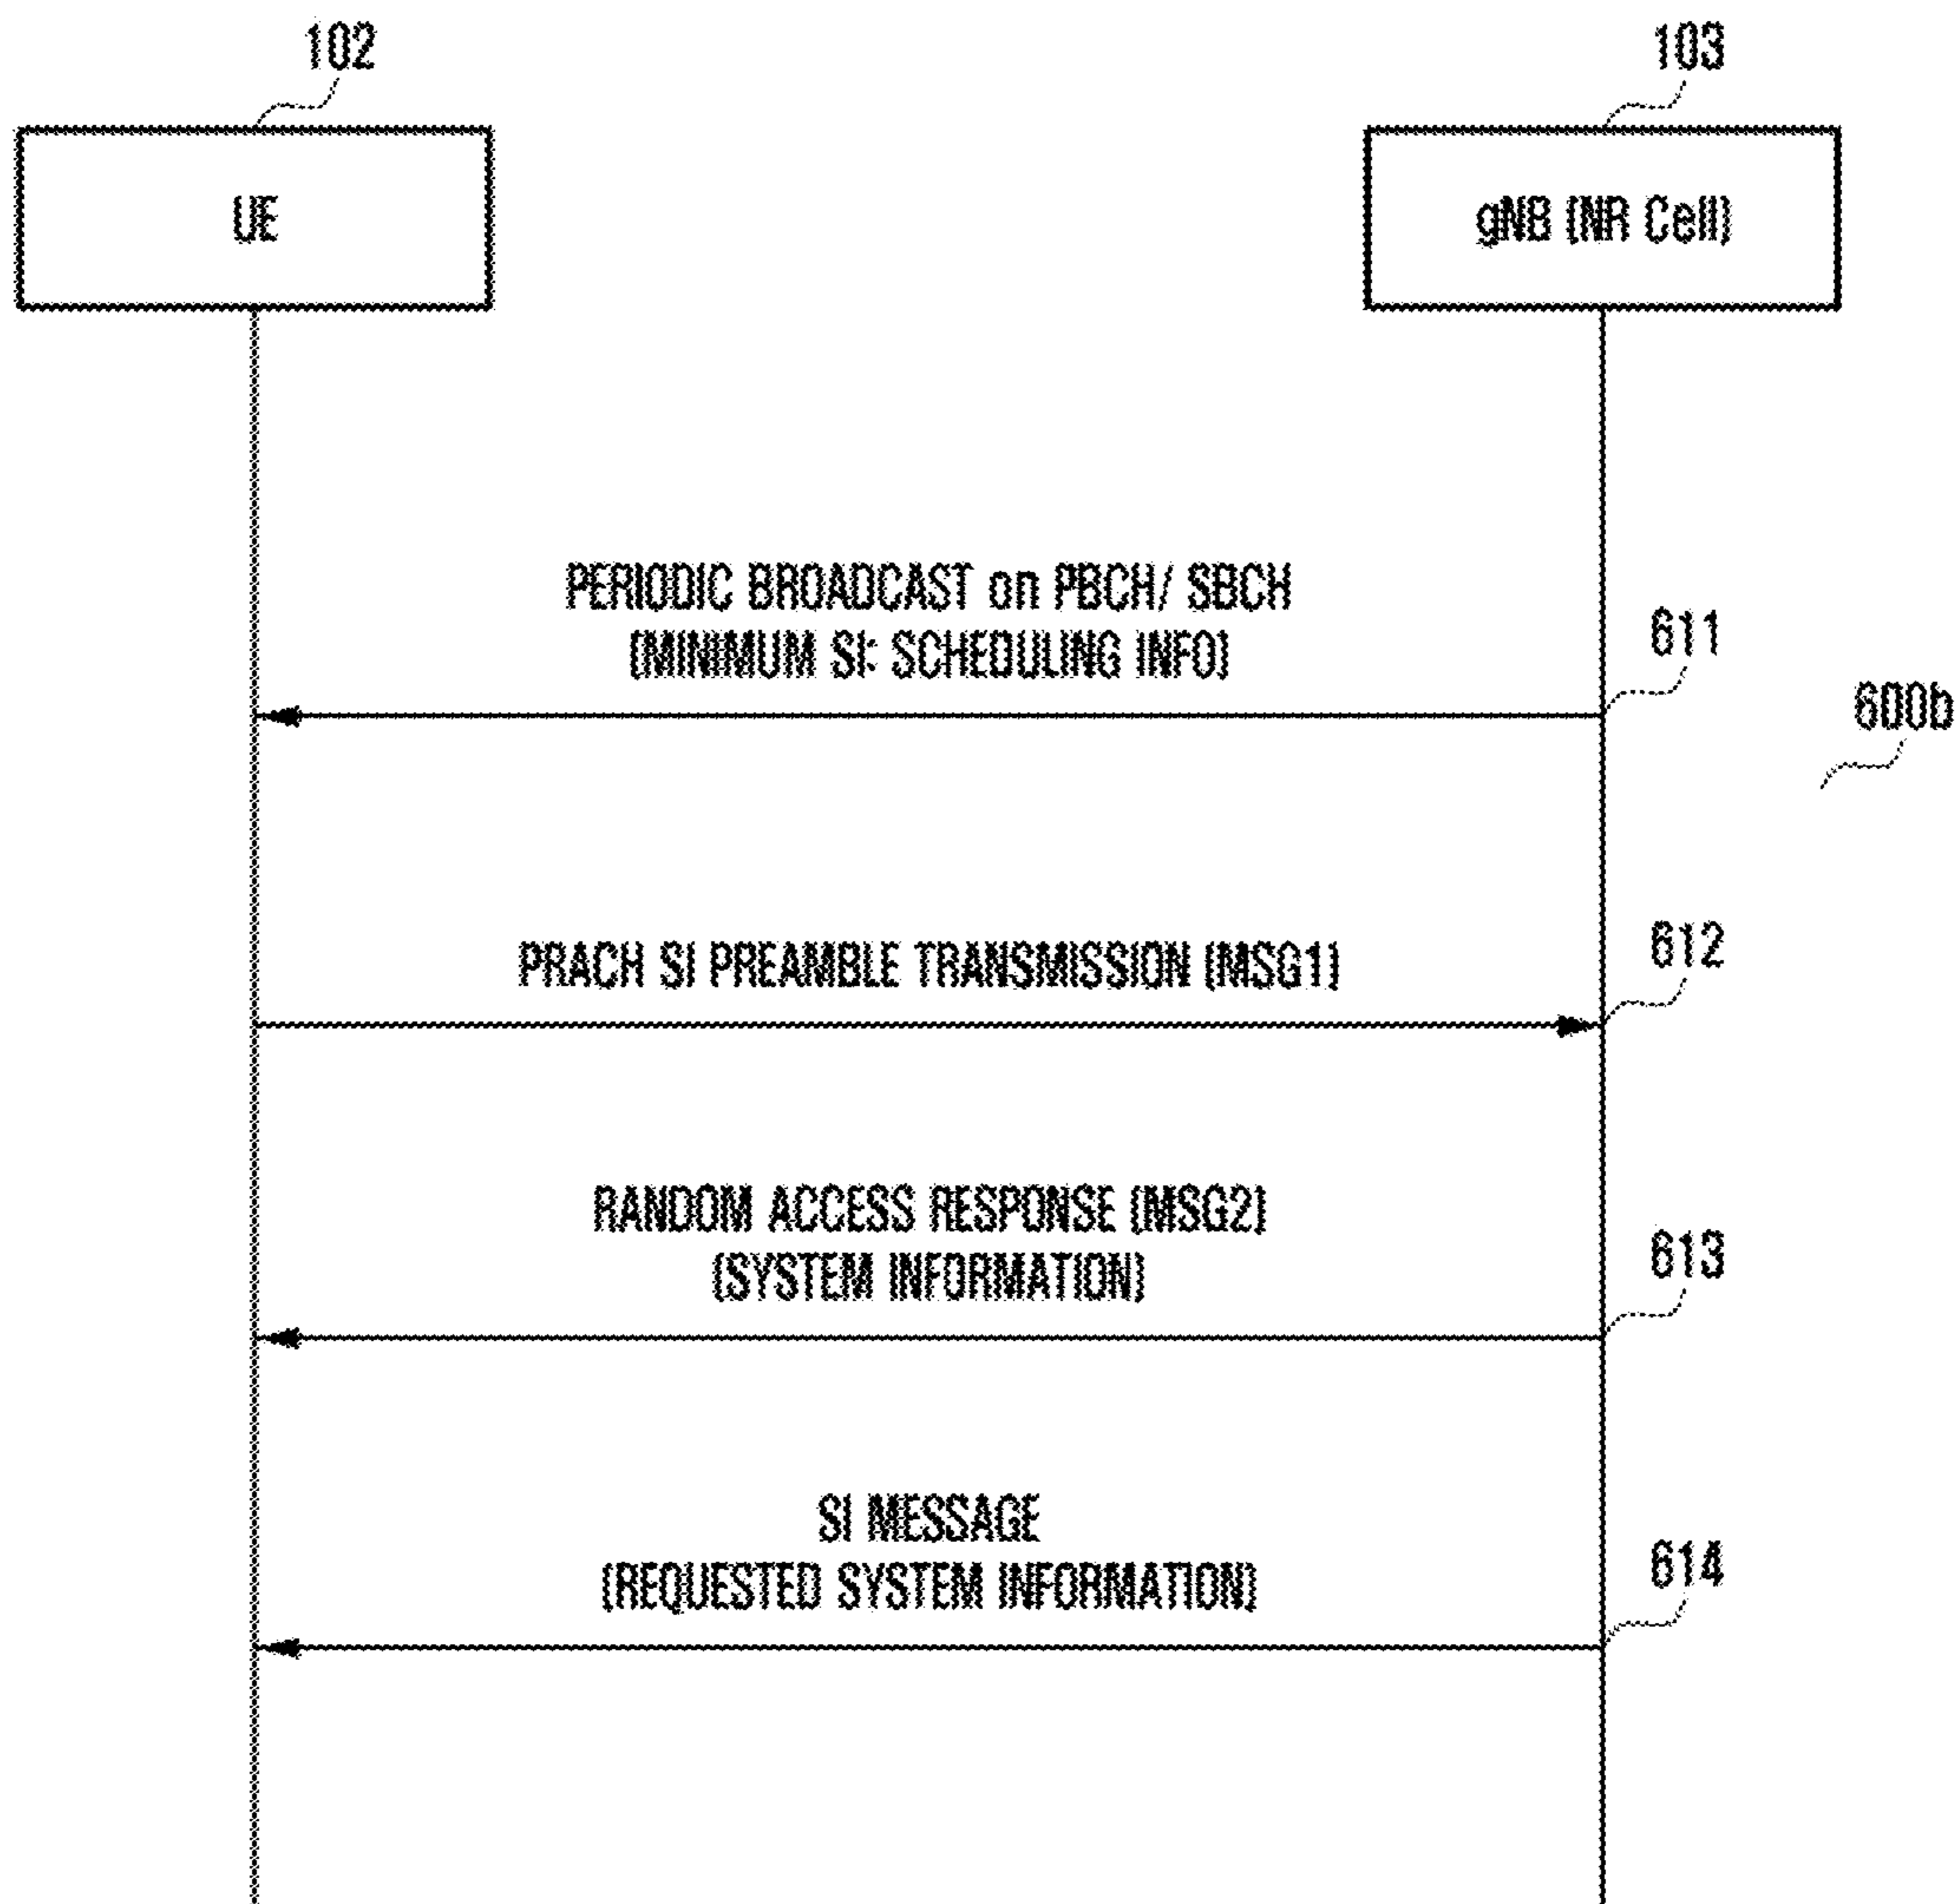 102
103
UE
gNB (NR Cell)
PERIODIC BROADCAST on PBCH/ SBCH
(MINIMUM SI: SCHEDULING INFO)
611
600b
PRACH SI PREAMBLE TRANSMISSION (MSG1)
612
RANDOM ACCESS RESPONSE (MSG2)
(SYSTEM INFORMATION)
613
SI MESSAGE
(REQUESTED SYSTEM INFORMATION)
614